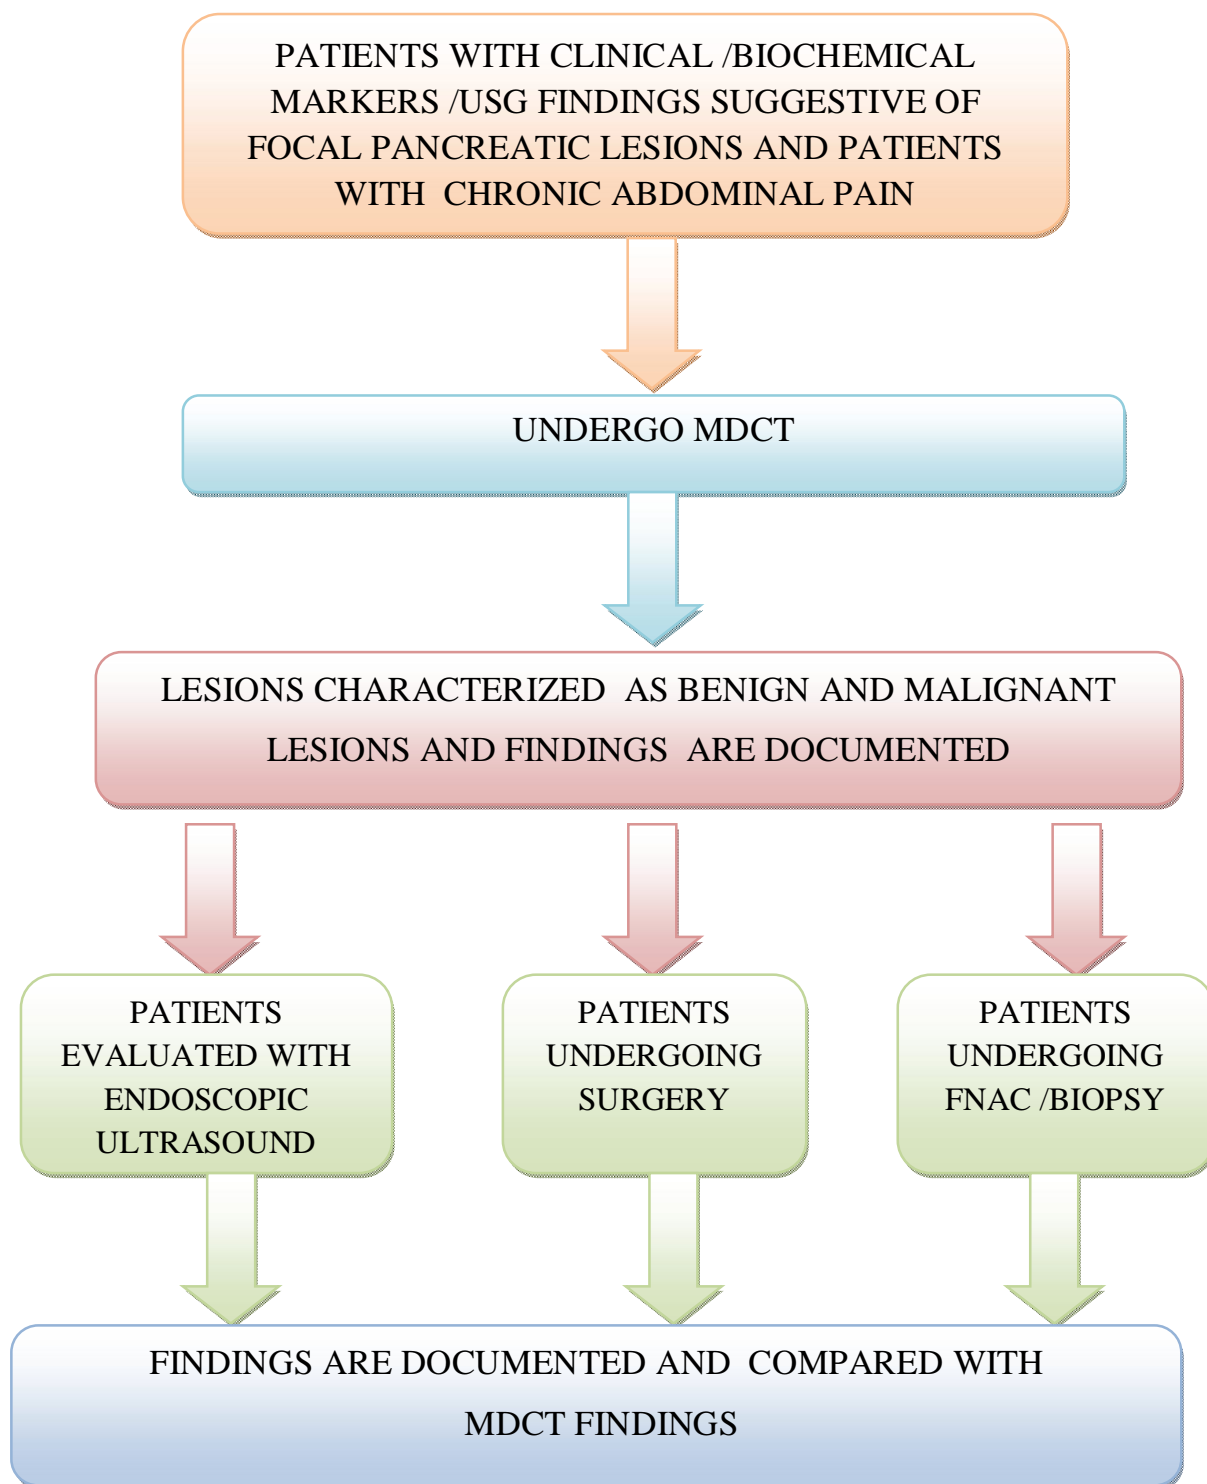 PATIENTS WITH CLINICAL /BIOCHEMICAL
MARKERS /USG FINDINGS SUGGESTIVE OF
FOCAL PANCREATIC LESIONS AND PATIENTS
WITH CHRONIC ABDOMINAL PAIN
UNDERGO MDCT
LESIONS CHARACTERIZED AS BENIGN AND MALIGNANT
LESIONS AND FINDINGS ARE DOCUMENTED
PATIENTS
EVALUATED WITH
ENDOSCOPIC
ULTRASOUND
PATIENTS
UNDERGOING
SURGERY
PATIENTS
UNDERGOING
FNAC /BIOPSY
FINDINGS ARE DOCUMENTED AND COMPARED WITH
MDCT FINDINGS